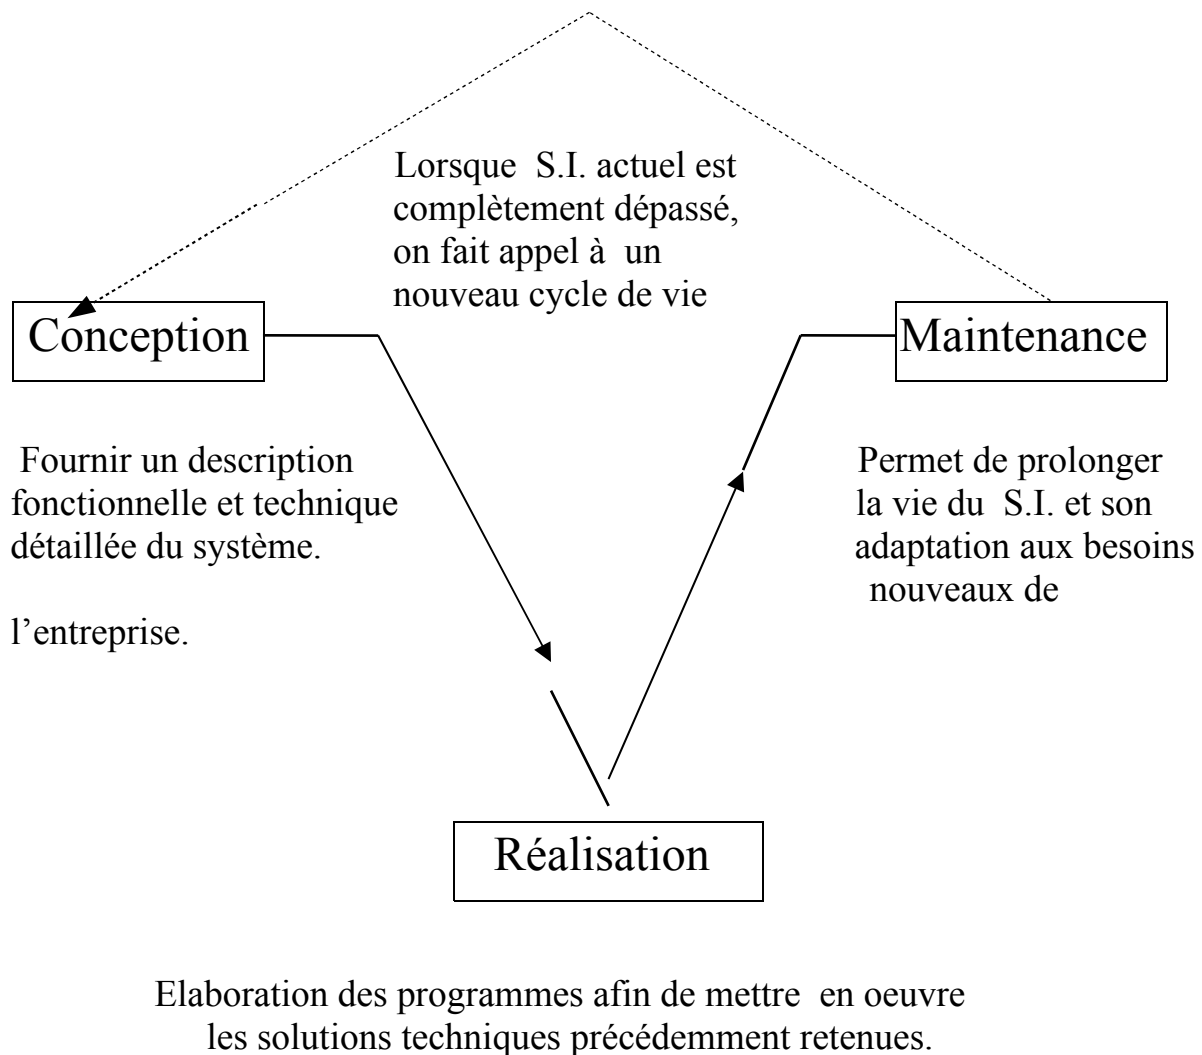 Lorsque S.I. actuel est
complètement dépassé,
on fait appel à un
nouveau cycle de vie
Conception
Maintenance
Fournir un description
fonctionnelle et technique
détaillée du système.
Permet de prolonger
la vie du S.I. et son
adaptation aux besoins
nouveaux de
l’entreprise.
Réalisation
Elaboration des programmes afin de mettre en oeuvre
les solutions techniques précédemment retenues.